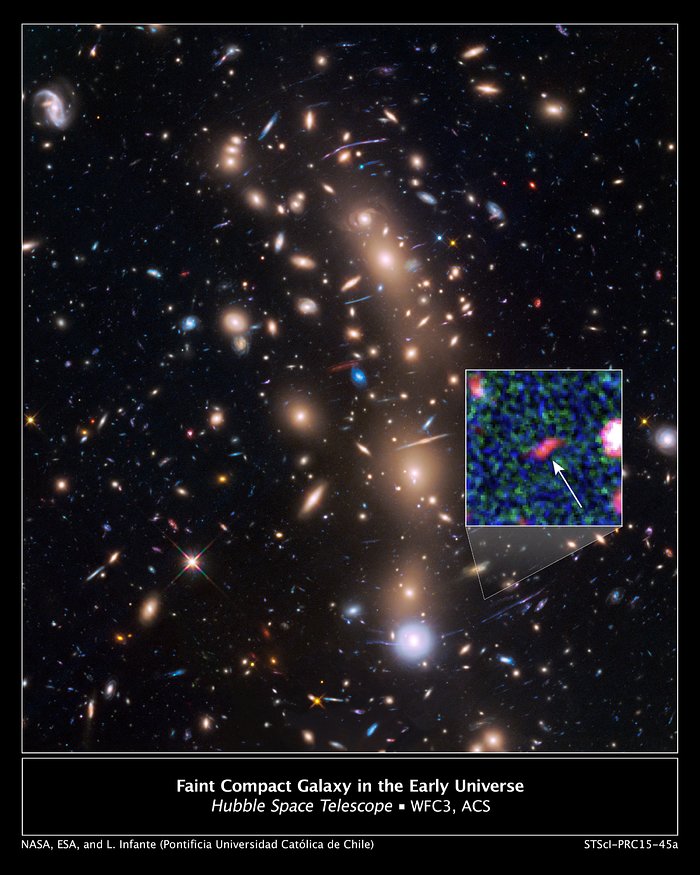 Faint Compact Galaxy in the Early Universe
Hubble Space Telescope ▪ WFC3, ACS
NASA, ESA, and L. Infante (Pontificia Universidad Católica de Chile)
STScI-PRC15-45a